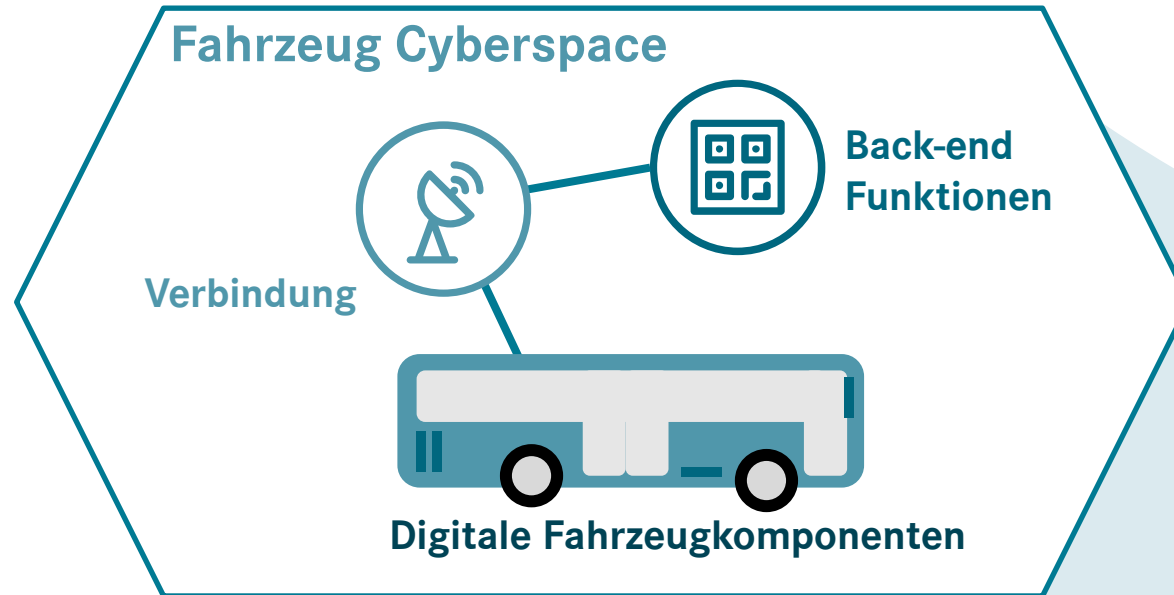 Fahrzeug Cyberspace
Back-end
Funktionen
Verbindung
Digitale Fahrzeugkomponenten